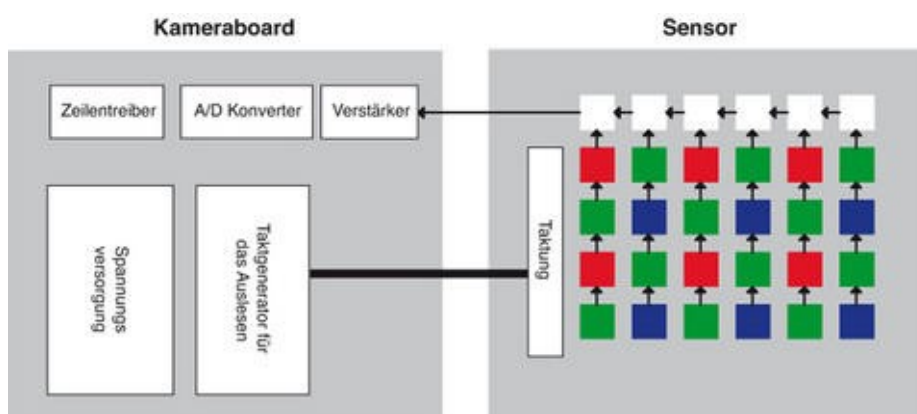 Kameraboard
Sensor
Zeilentreiber
A/D Konverter
Verstärker
Spannungs
versorgung
Taktgenerator für
das Auslesen
Taktung